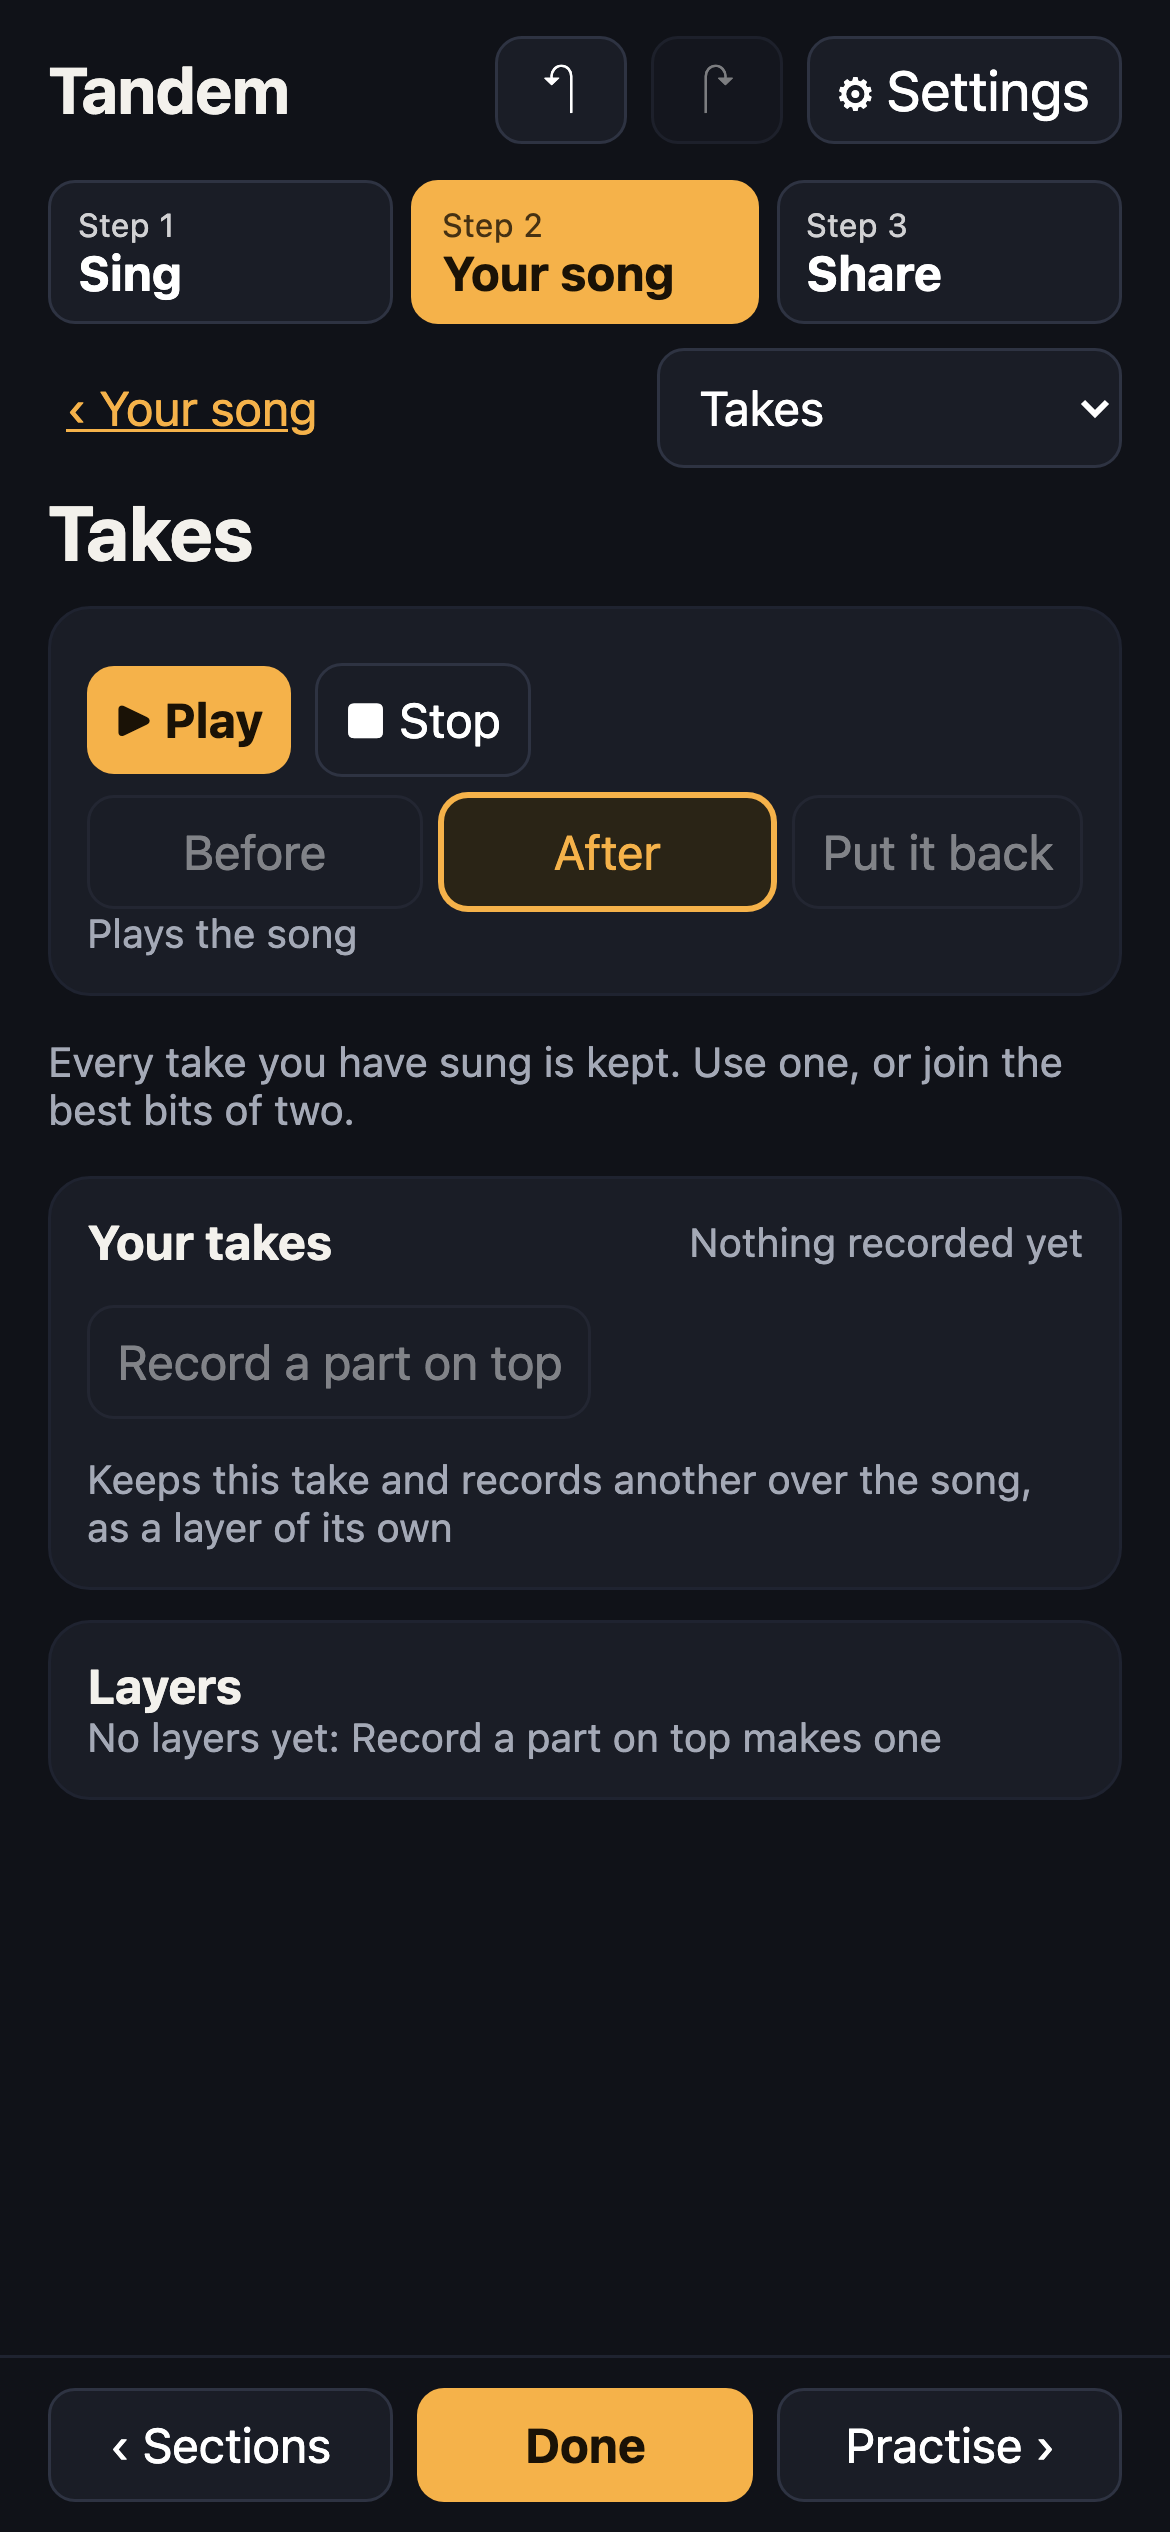 Tandem
⚙ Settings
Step 1
Sing
Step 2
Your song
Step 3
Share
‹ Your song
Takes
Takes
▶ Play
■ Stop
Before
After
Put it back
Plays the song
Every take you have sung is kept. Use one, or join the
best bits of two.
Your takes
Nothing recorded yet
Record a part on top
Keeps this take and records another over the song,
as a layer of its own
Layers
No layers yet: Record a part on top makes one
‹ Sections
Done
Practise ›